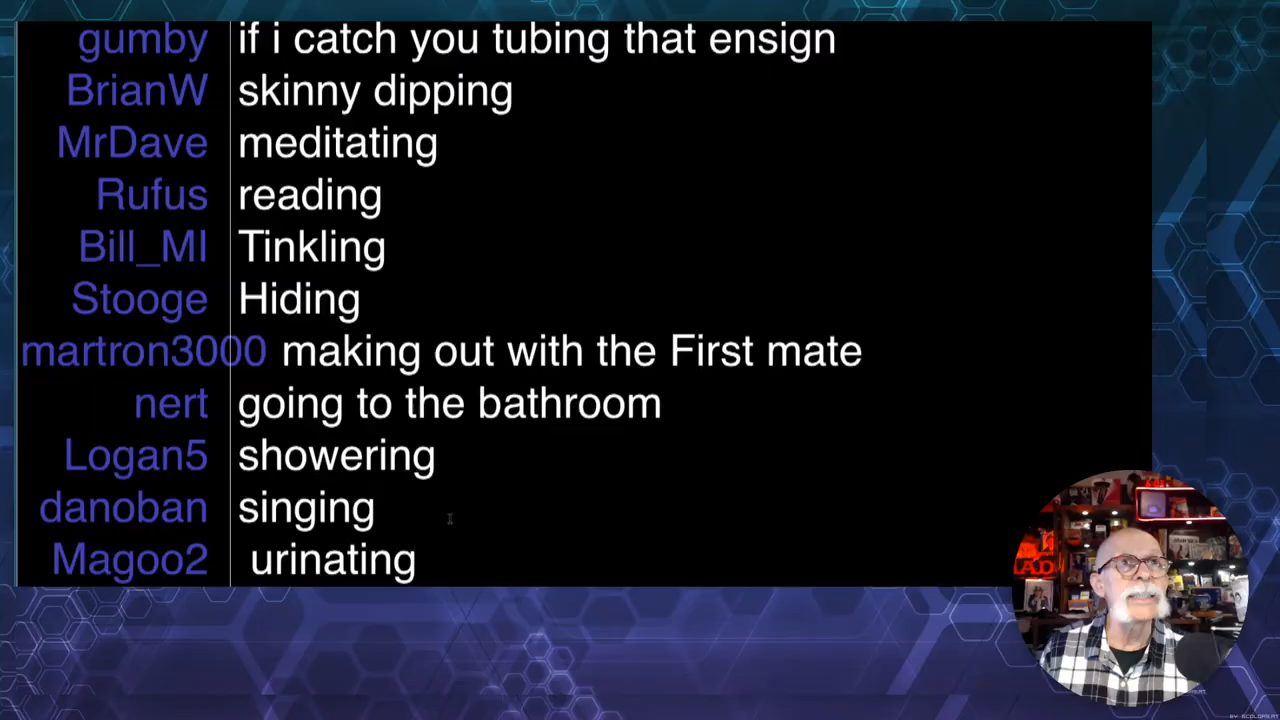 gumby if i catch you tubing that ensign
BrianW skinny dipping
MrDave meditating
Rufus reading
Bill_MI Tinkling
Stooge Hiding
martron3000 making out with the First mate
nert going to the bathroom
Logan5 showering
danoban singing
Magoo2 urinating